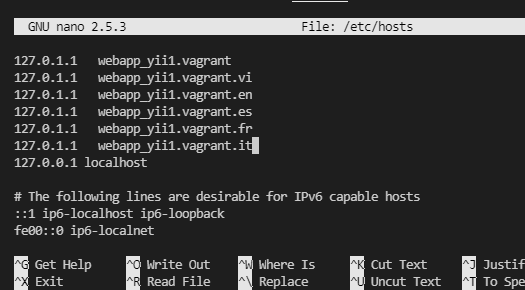 GNU nano 2.5.3 File: /etc/hosts
127.0.1.1 webapp_yii1.vagrant
127.0.1.1 webapp_yii1.vagrant.vi
127.0.1.1 webapp_yii1.vagrant.en
127.0.1.1 webapp_yii1.vagrant.es
127.0.1.1 webapp_yii1.vagrant.fr
127.0.1.1 webapp_yii1.vagrant.it
127.0.0.1 localhost
# The following lines are desirable for IPv6 capable hosts
::1 ip6-localhost ip6-loopback
fe00::0 ip6-localnet
^G Get Help ^O Write Out ^W Where Is ^K Cut Text ^J Justif
^X Exit ^R Read File ^\ Replace ^U Uncut Text ^T To Spe